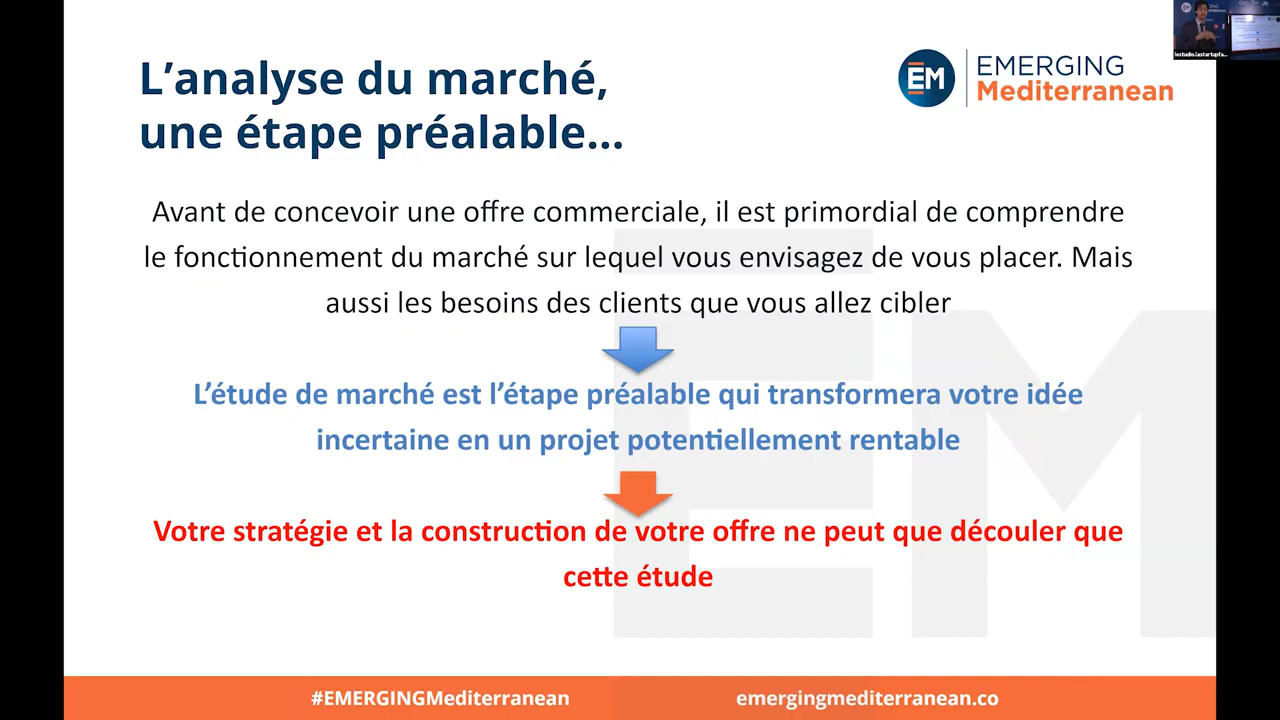 L'analyse du marché,
une étape préalable...
EM
EMERGING
Mediterranean
Avant de concevoir une offre commerciale, il est primordial de comprendre
le fonctionnement du marché sur lequel vous envisagez de vous placer. Mais
aussi les besoins des clients que vous allez cibler
L'étude de marché est l'étape préalable qui transformera votre idée
incertaine en un projet potentiellement rentable
Votre stratégie et la construction de votre offre ne peut que découler que
cette étude
#EMERGINGMediterranean
emergingmediterranean.co
lestudio.lastartupfa...